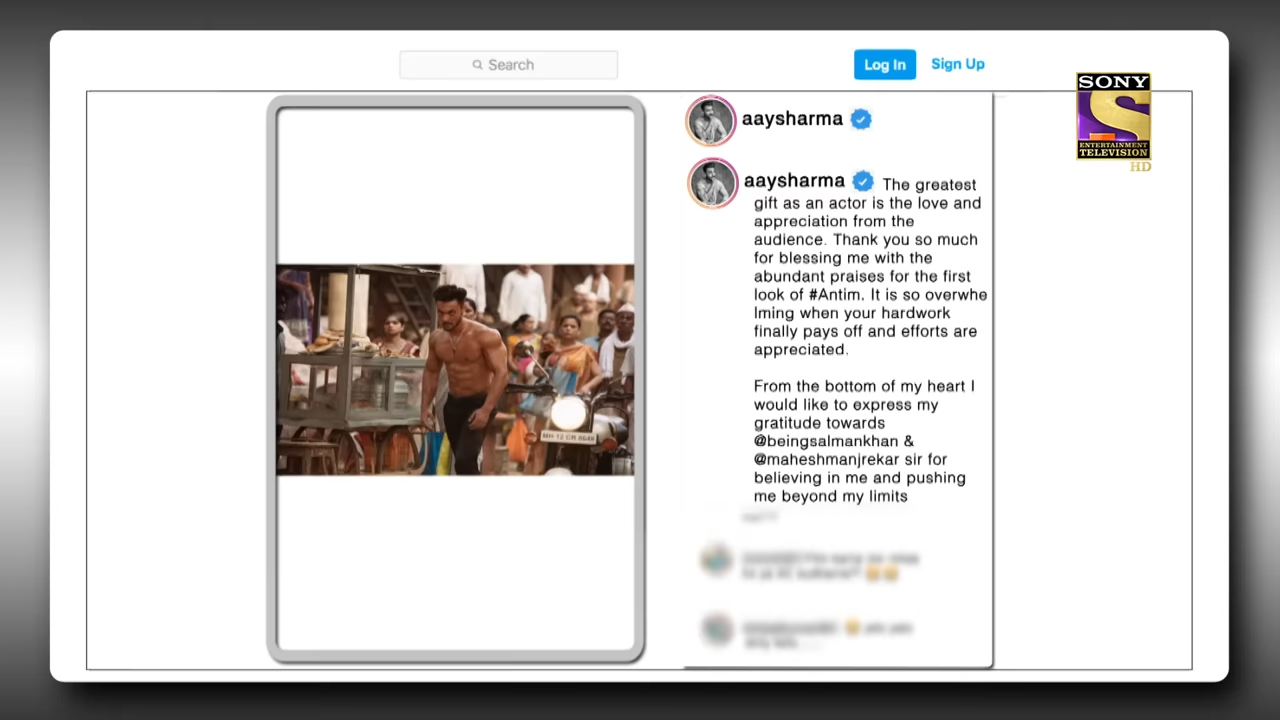 Search
Log In
Sign Up
SONY
S
ENTERTAINMENT
TELEVISION
HD
aaysharma
aaysharma The greatest
gift as an actor is the love and
appreciation from the
audience. Thank you so much
for blessing me with the
abundant praises for the first
look of #Antim. It is so overwhe
lming when your hardwork
finally pays off and efforts are
appreciated.
From the bottom of my heart I
would like to express my
gratitude towards
@beingsalmankhan &
@maheshmanjrekar sir for
believing in me and pushing
me beyond my limits